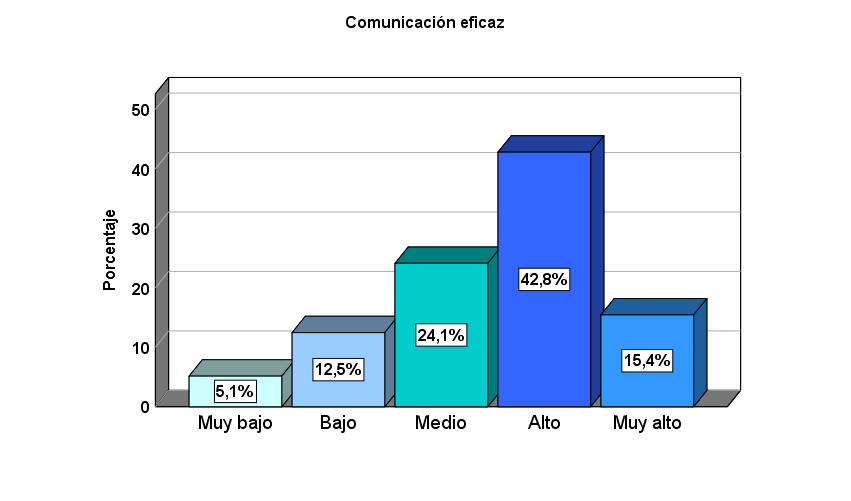 Comunicación eficaz
Porcentaje
50
40
30
20
10
0
5,1%
12,5%
24,1%
42,8%
15,4%
Muy bajo
Bajo
Medio
Alto
Muy alto